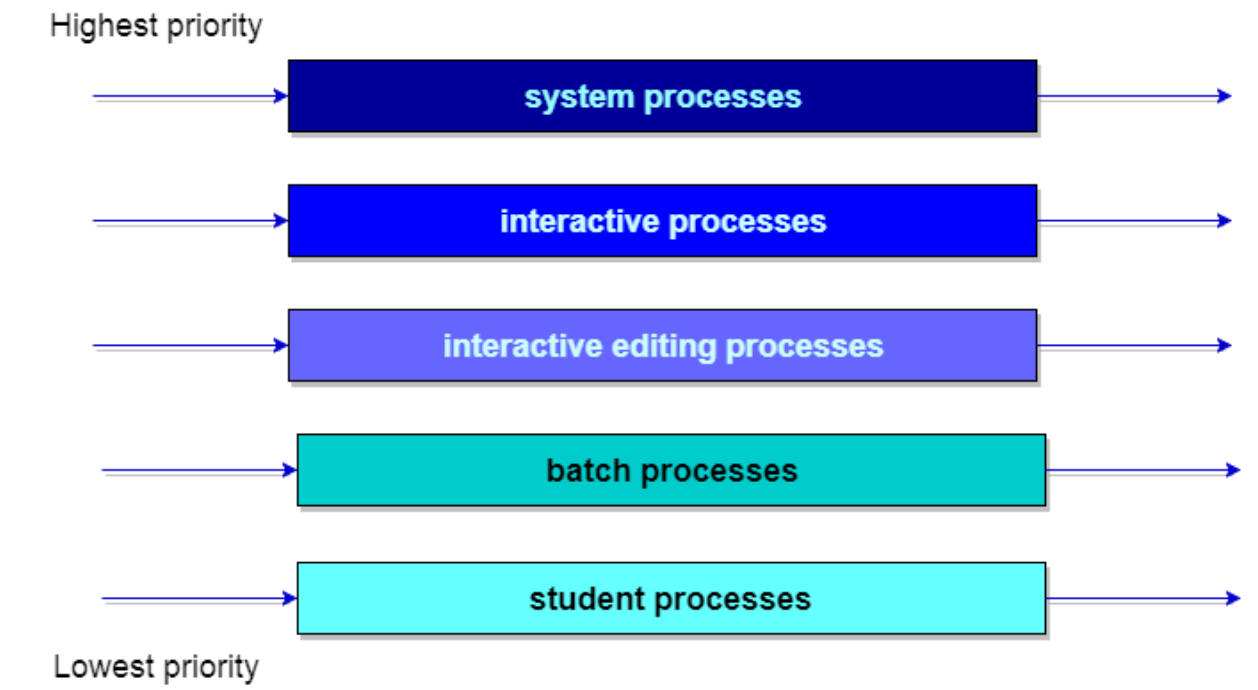 Highest priority
system processes
interactive processes
interactive editing processes
batch processes
student processes
Lowest priority